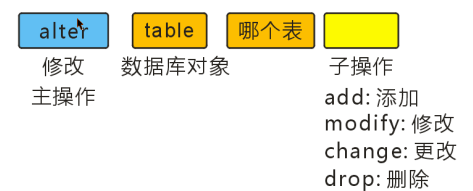 alter table 哪个表
修改 数据库对象 子操作
主操作
add: 添加
modify: 修改
change: 更改
drop: 删除